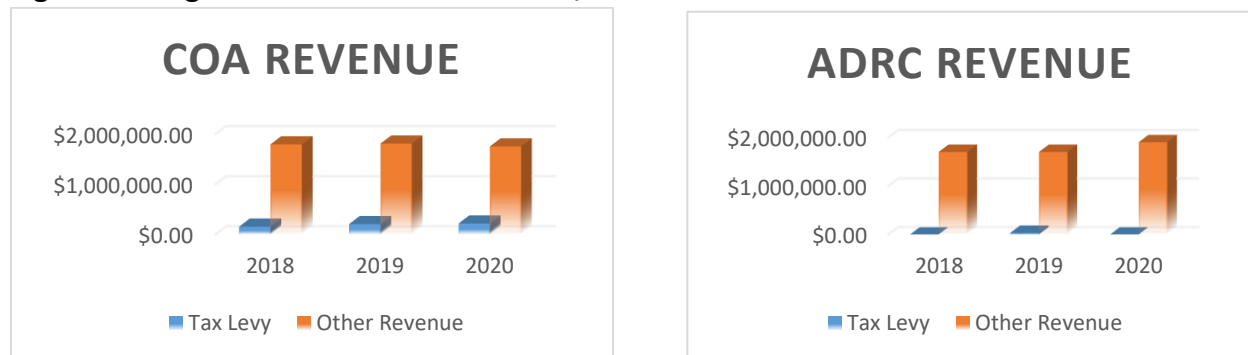 COA REVENUE
$2,000,000.00
$1,000,000.00
$0.00
2018 2019 2020
Tax Levy Other Revenue
ADRC REVENUE
$2,000,000.00
$1,000,000.00
$0.00
2018 2019 2020
Tax Levy Other Revenue